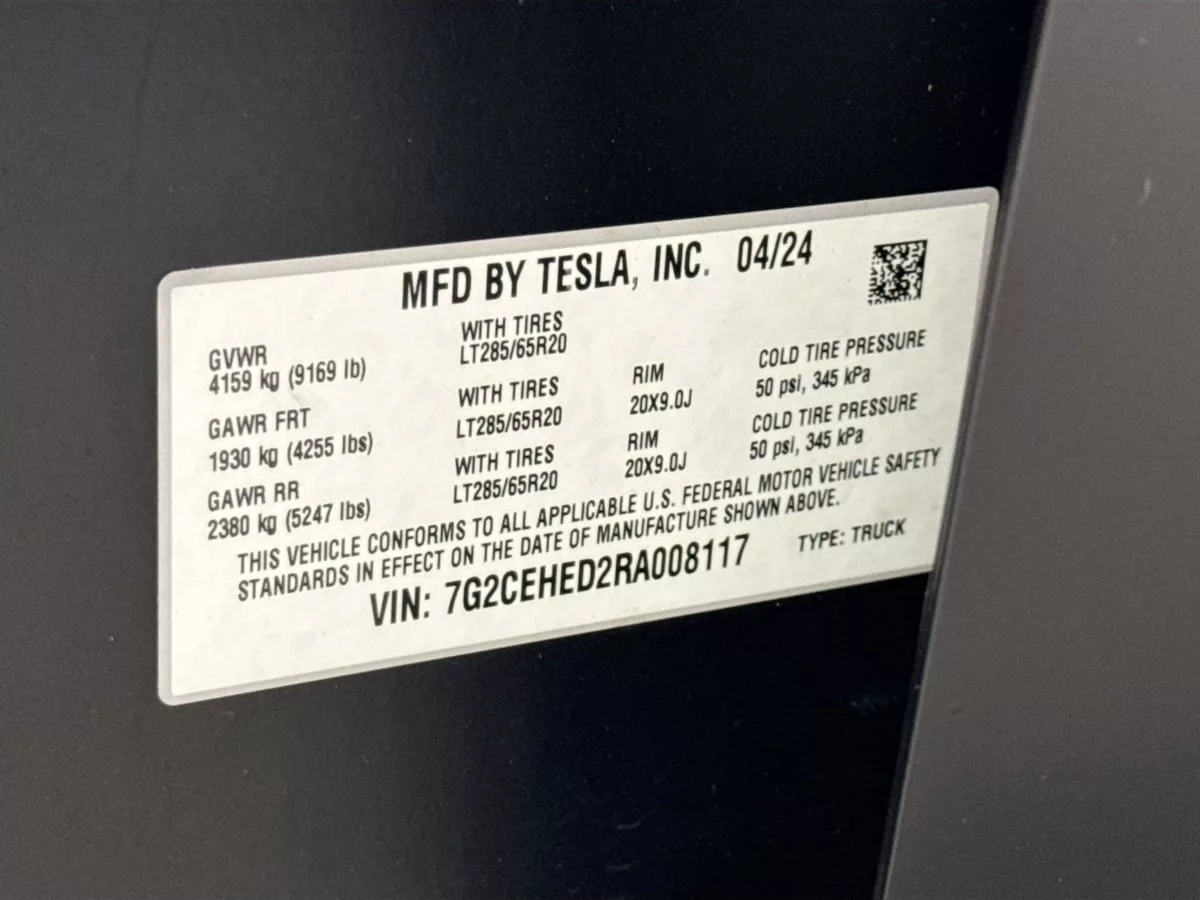 MFD BY TESLA, INC. 04/24
GVWR
4159 kg (9169 lb)
WITH TIRES
LT285/65R20
GAWR FRT
1930 kg (4255 lbs)
WITH TIRES
LT285/65R20
RIM
20X9.0J
COLD TIRE PRESSURE
50 psi, 345 kPa
GAWR RR
2380 kg (5247 lbs)
WITH TIRES
LT285/65R20
RIM
20X9.0J
COLD TIRE PRESSURE
50 psi, 345 kPa
THIS VEHICLE CONFORMS TO ALL APPLICABLE U.S. FEDERAL MOTOR VEHICLE SAFETY
STANDARDS IN EFFECT ON THE DATE OF MANUFACTURE SHOWN ABOVE.
VIN: 7G2CEHED2RA008117
TYPE: TRUCK